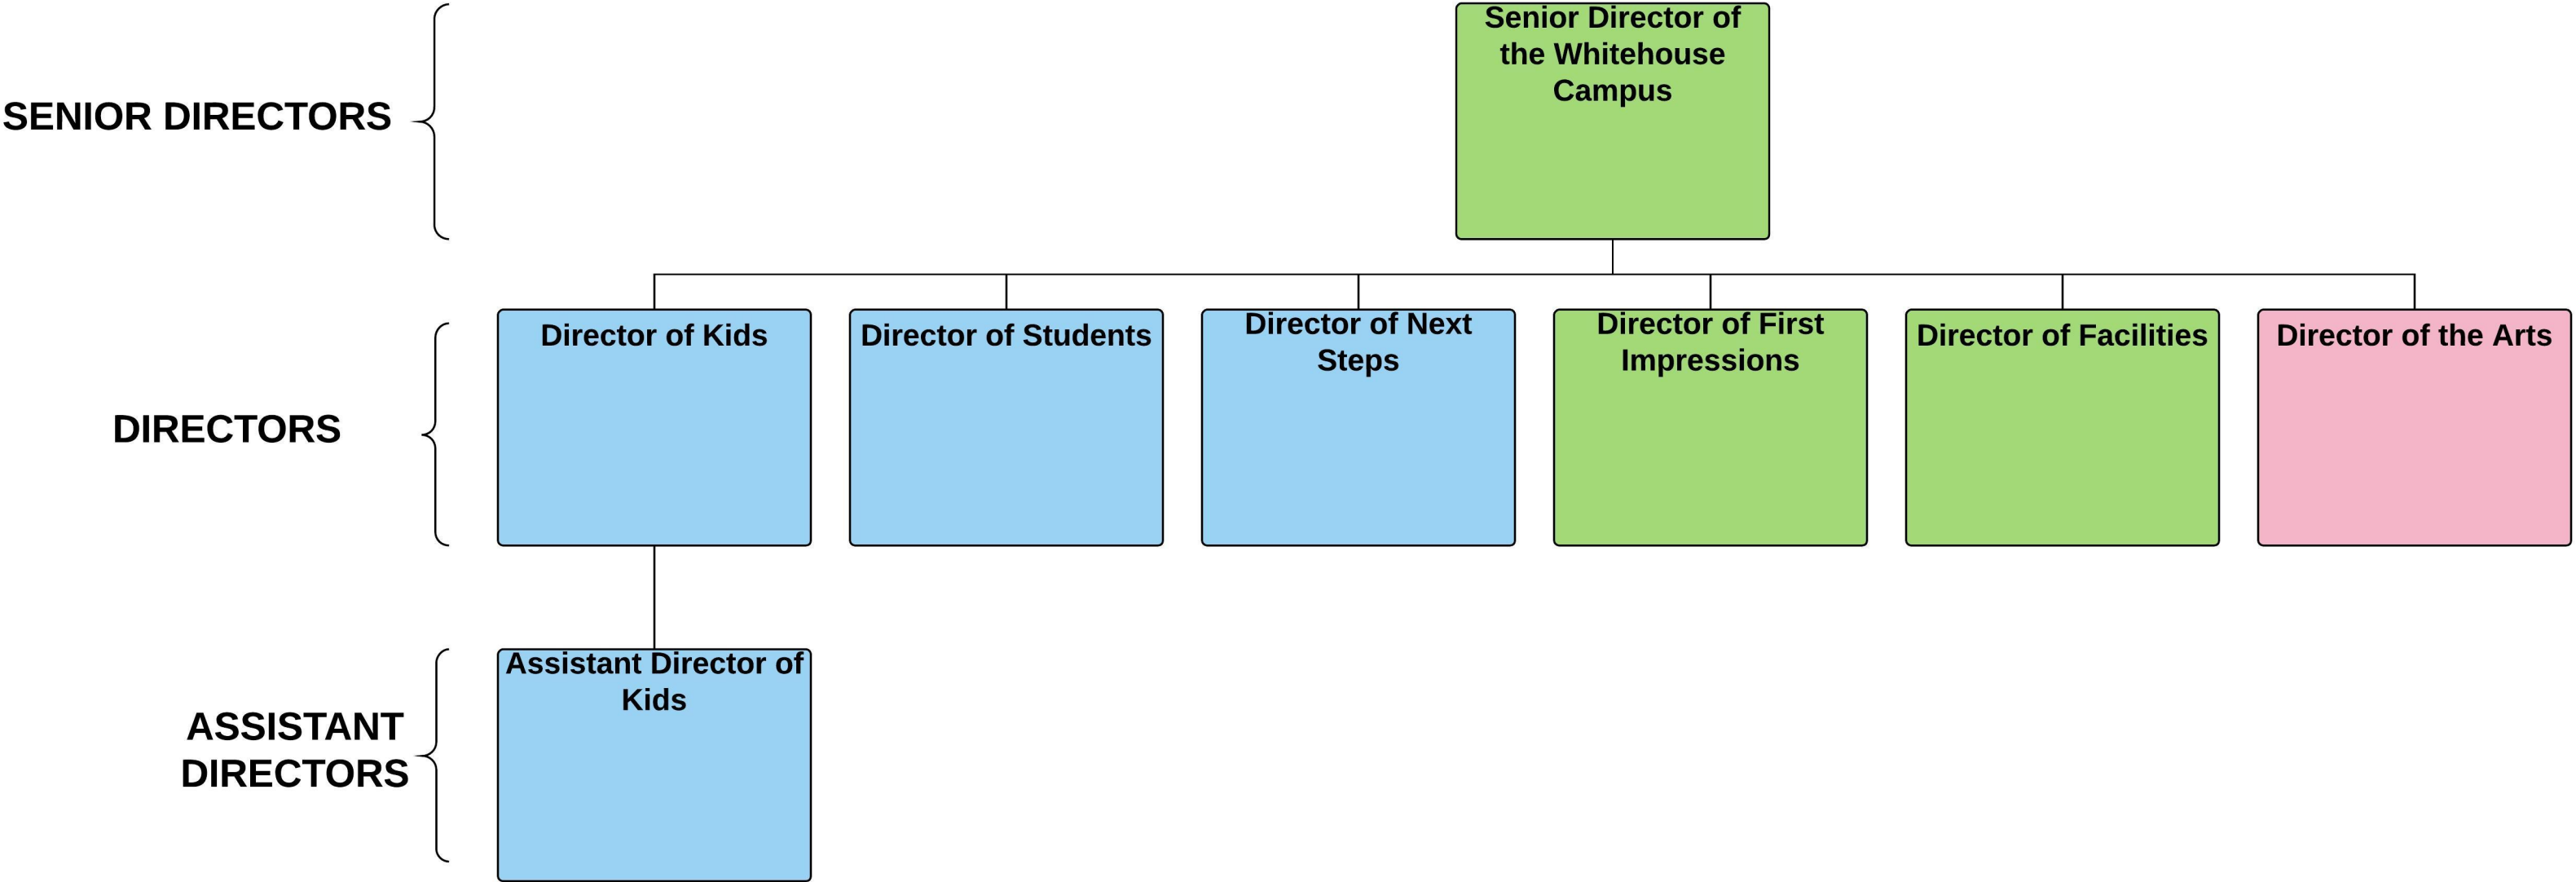 Senior Director of
the Whitehouse
Campus
SENIOR DIRECTORS
Director of Kids
Director of Students
Director of Next
Steps
Director of First
Impressions
Director of Facilities
Director of the Arts
DIRECTORS
Assistant Director of
Kids
ASSISTANT
DIRECTORS